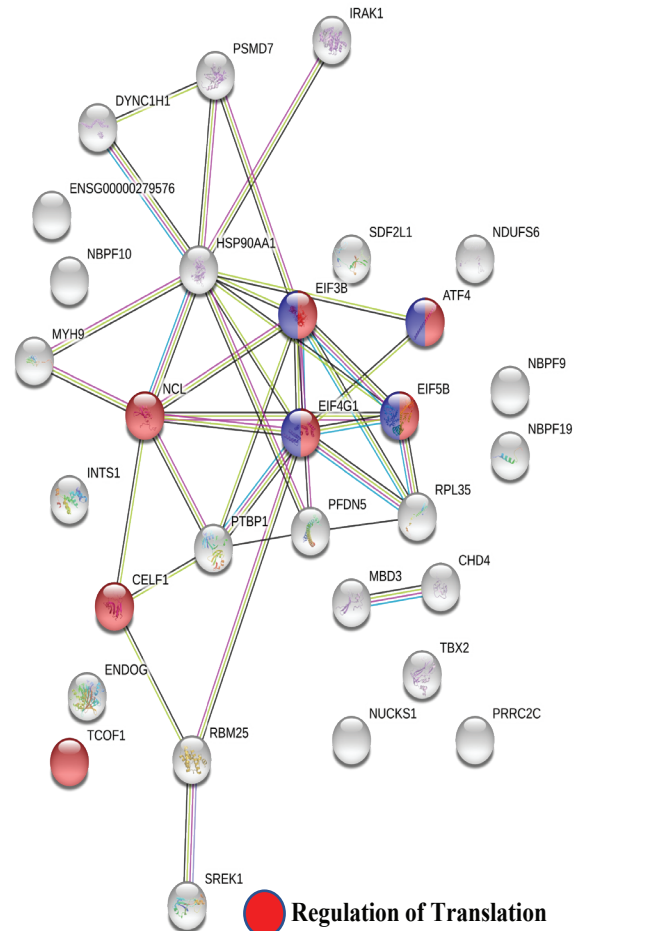 IRAK1
PSMD7
DYNC1H1
ENSG00000279576
SDF2L1
NDUFS6
HSP90AA1
NBPF10
EIF3B
ATF4
MYH9
NBPF9
NCL
EIF5B
EIF4G1
NBPF19
INTS1
RPL35
PFDN5
PTBP1
CHD4
CELF1
MBD3
TBX2
ENDOG
NUCKS1
PRRC2C
TCOF1
RBM25
SREK1
Regulation of Translation